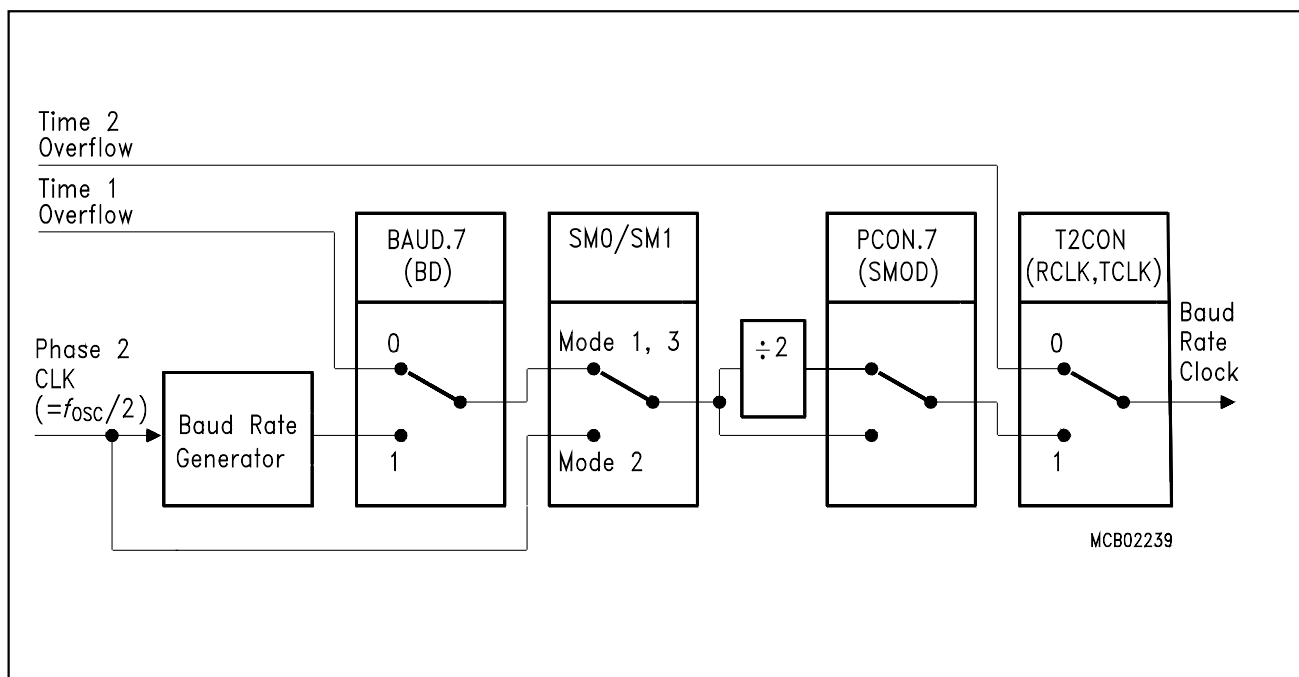 Time 2
Overflow
Time 1
Overflow
BAUD.7
(BD)
SM0/SM1
PCON.7
(SMOD)
T2CON
(RCLK,TCLK)
Phase 2
CLK
(=fOSC/2)
Baud Rate
Generator
0
1
Mode 1, 3
Mode 2
÷2
0
1
Baud
Rate
Clock
MCB02239